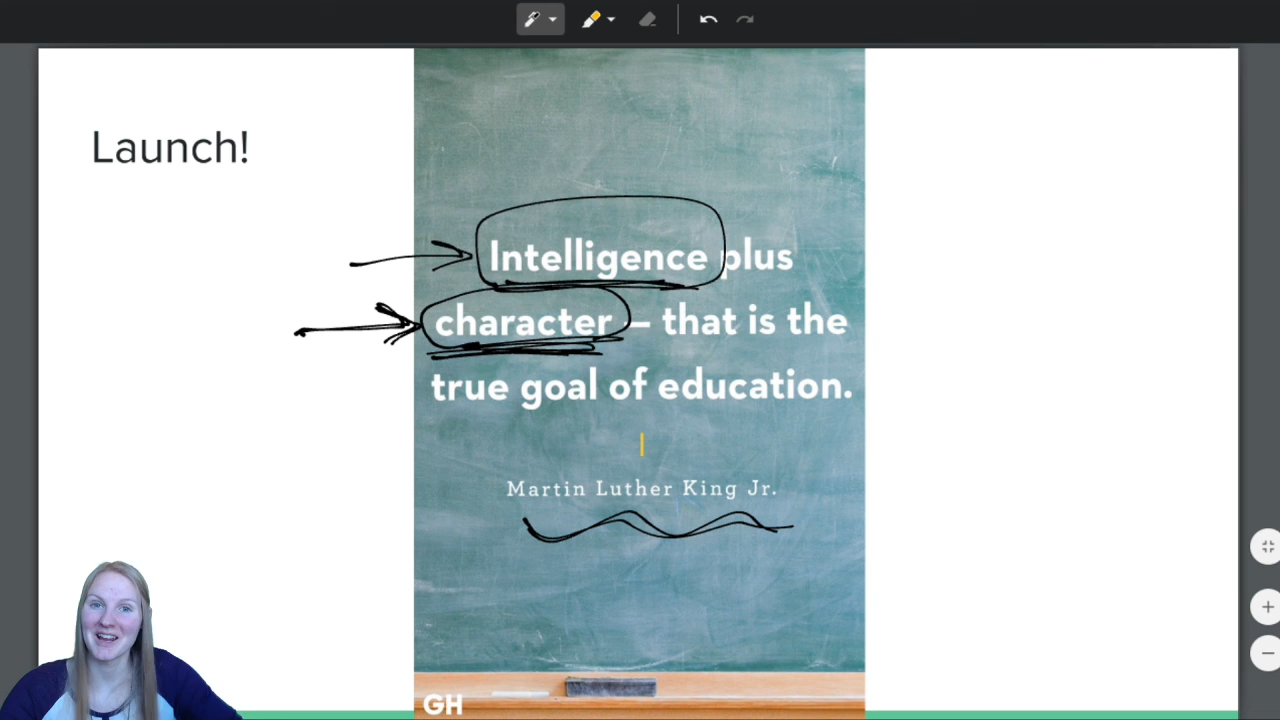 Launch!
Intelligence plus
character – that is the
true goal of education.
Martin Luther King Jr.
GH